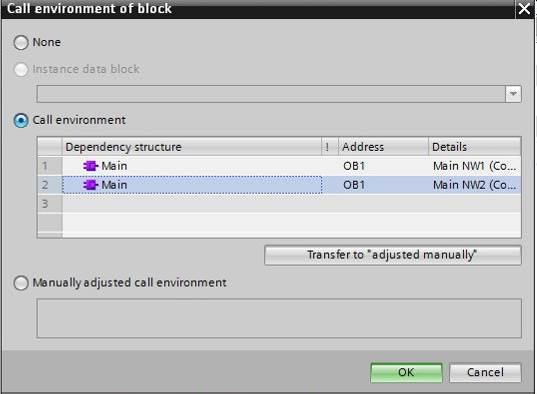 Call environment of block
None
Instance data block
Call environment
Dependency structure ! Address Details
1 Main OB1 Main NW1 (Co...
2 Main OB1 Main NW2 (Co...
3
Transfer to "adjusted manually"
Manually adjusted call environment
OK Cancel